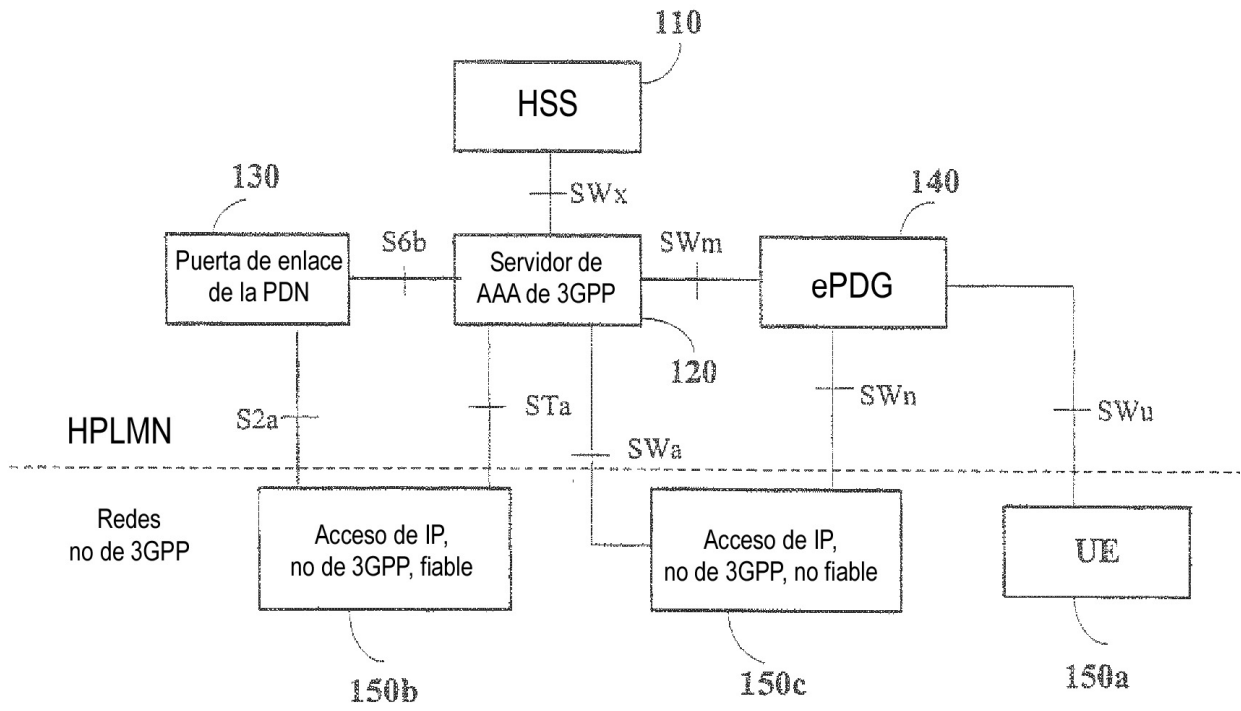 110
HSS
130
SWx
140
S6b
SWm
Puerta de enlace
de la PDN
Servidor de
AAA de 3GPP
ePDG
120
S2a
STa
SWn
SWu
HPLMN
SWa
Redes
no de 3GPP
Acceso de IP,
no de 3GPP, fiable
Acceso de IP,
no de 3GPP, no fiable
UE
150b
150c
150a